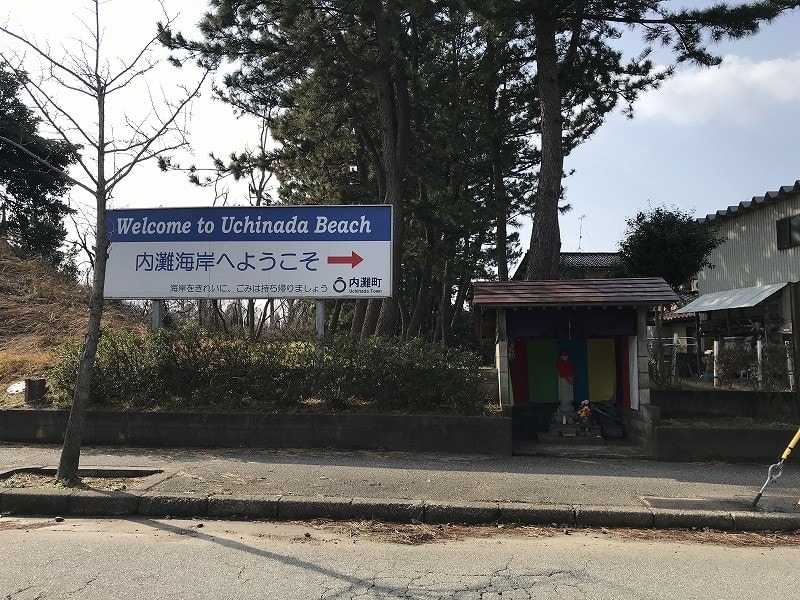 Welcome to Uchinada Beach
内灘海岸へようこそ →
海岸をきれいに、ごみは持ち帰りましょう
内灘町
Uchinada Town